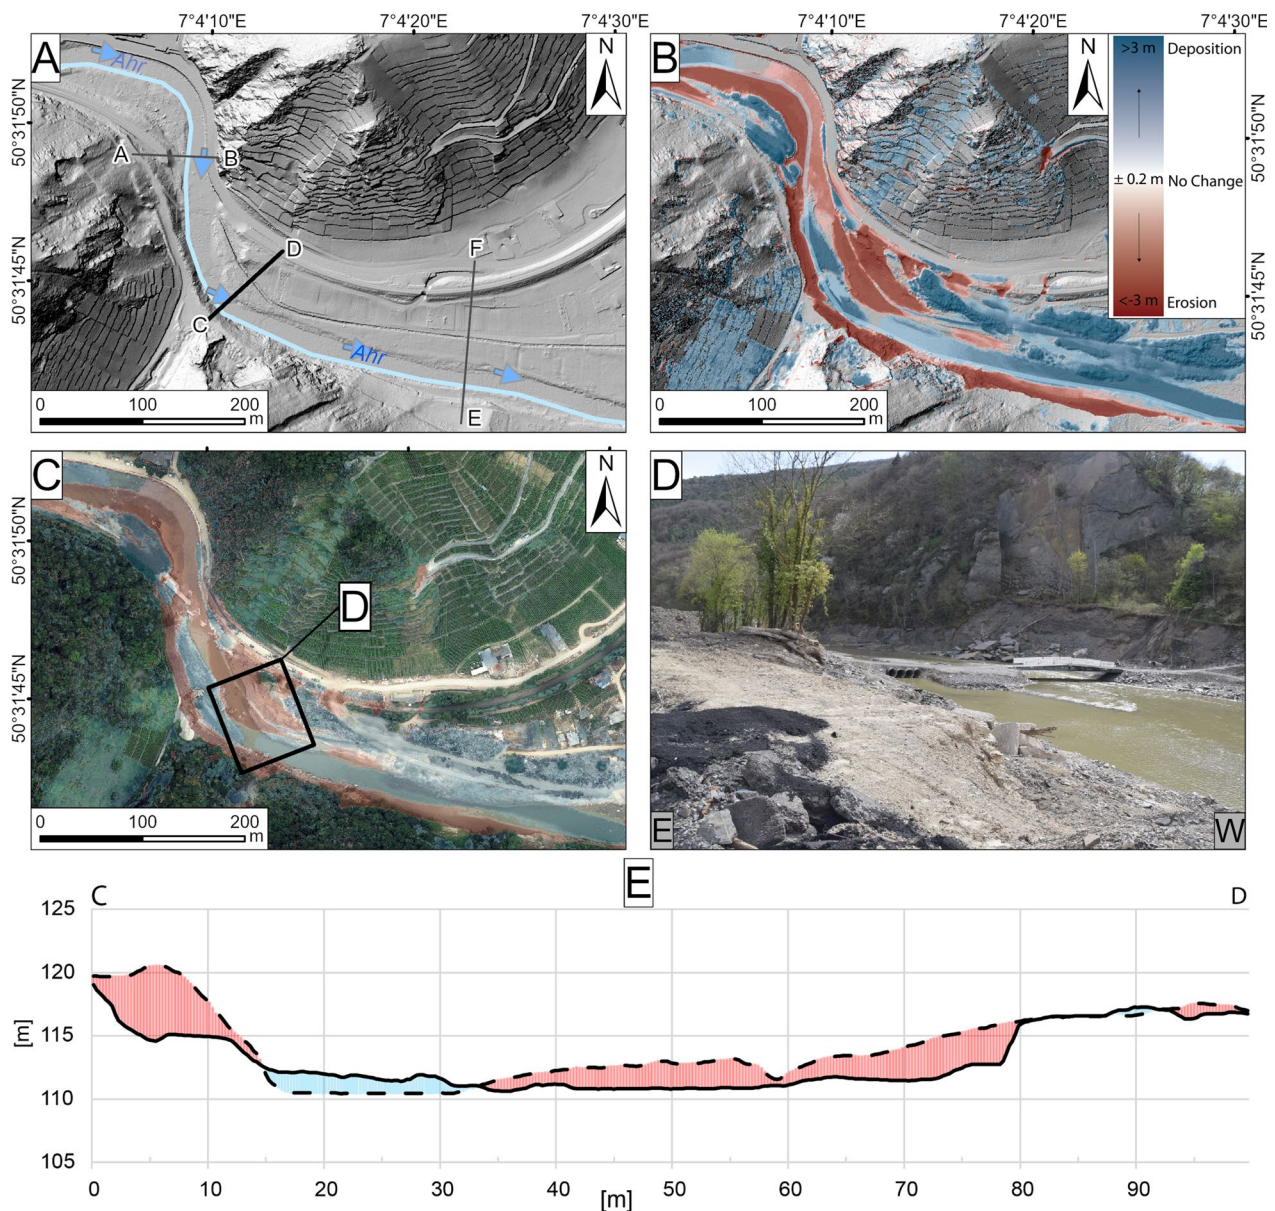 7°4'10"E 7°4'20"E 7°4'30"E
A
Ahr
N
50°31'50"N
A
B
D
F
50°31'45"N
C
Ahr
E
0 100 200
m
7°4'10"E 7°4'20"E 7°4'30"E
B
N
>3 m Deposition
± 0.2 m No Change
<-3 m Erosion
50°31'50"N
50°31'45"N
0 100 200
m
C
N
50°31'50"N
D
50°31'45"N
0 100 200
m
D
E W
E
C D
125
120
115
110
105
[m]
0 10 20 30 40 50 60 70 80 90
[m]